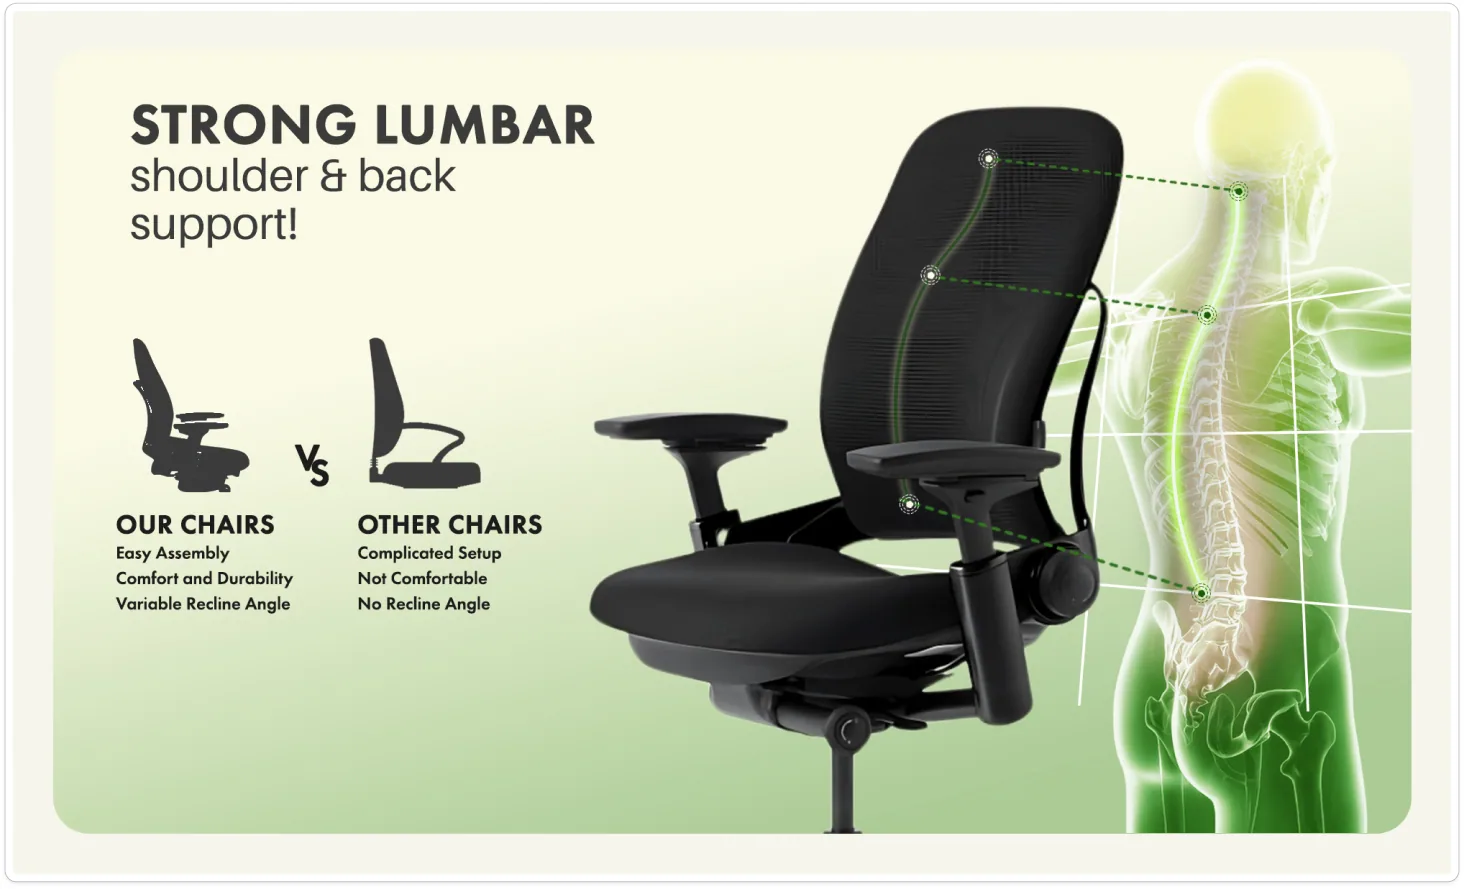 STRONG LUMBAR
shoulder & back
support!
VS
OUR CHAIRS
Easy Assembly
Comfort and Durability
Variable Recline Angle
OTHER CHAIRS
Complicated Setup
Not Comfortable
No Recline Angle